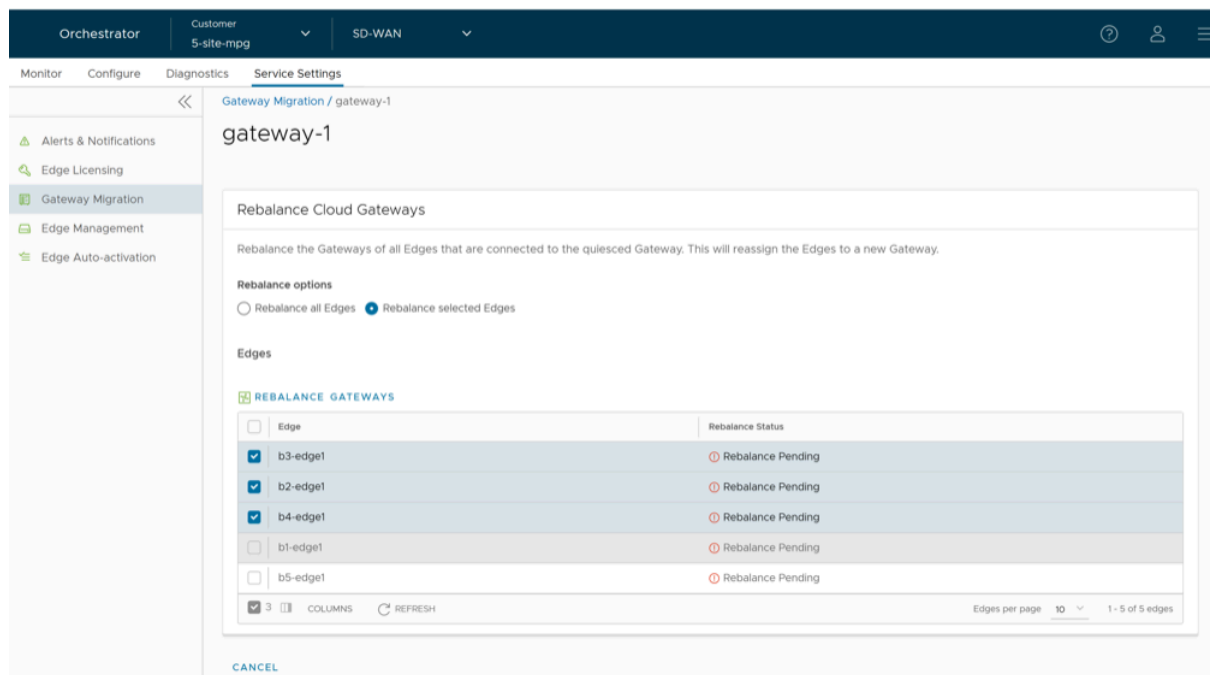 Orchestrator
Customer
5-site-mpg
SD-WAN
Monitor Configure Diagnostics Service Settings
Alerts & Notifications
Edge Licensing
Gateway Migration
Edge Management
Edge Auto-activation
Gateway Migration / gateway-1
gateway-1
Rebalance Cloud Gateways
Rebalance the Gateways of all Edges that are connected to the quiesced Gateway. This will reassign the Edges to a new Gateway.
Rebalance options
Rebalance all Edges Rebalance selected Edges
Edges
REBALANCE GATEWAYS
Edge Rebalance Status
b3-edge1 Rebalance Pending
b2-edge1 Rebalance Pending
b4-edge1 Rebalance Pending
b1-edge1 Rebalance Pending
b5-edge1 Rebalance Pending
3 COLUMNS REFRESH Edges per page 10 1 - 5 of 5 edges
CANCEL